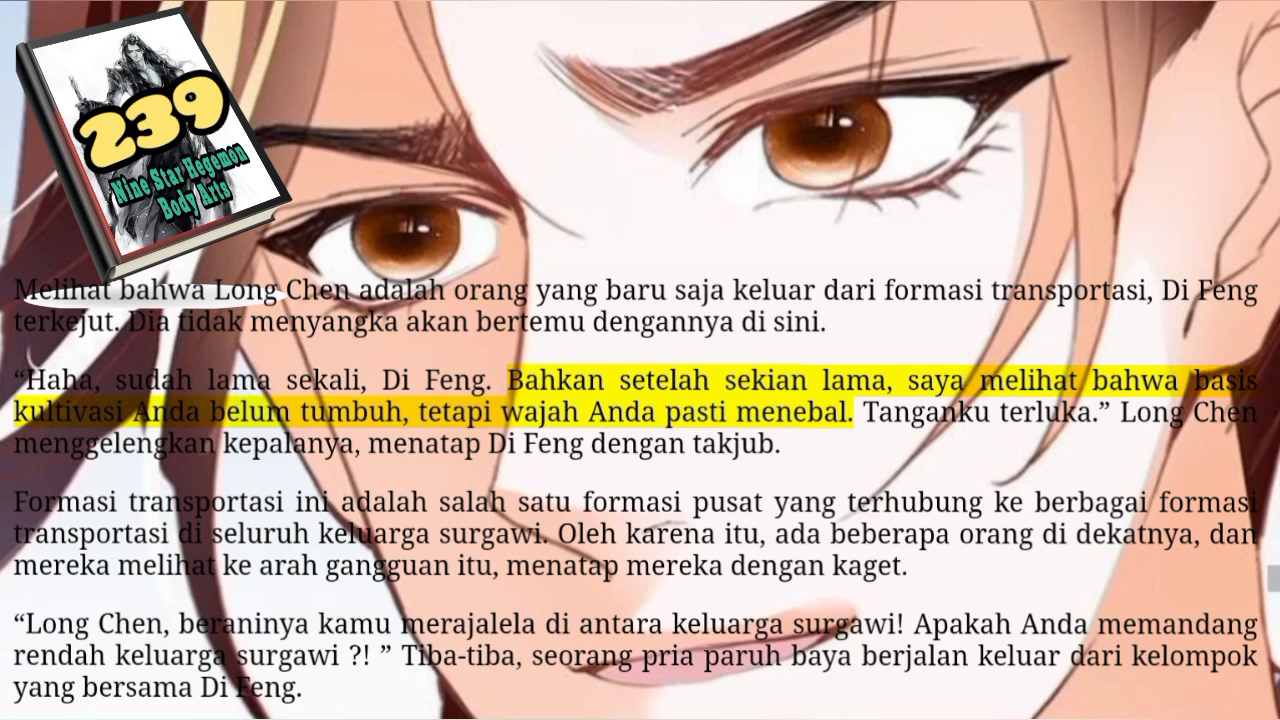 239
Nine Star Hegemon
Body Arts
Melihat bahwa Long Chen adalah orang yang baru saja keluar dari formasi transportasi, Di Feng
terkejut. Dia tidak menyangka akan bertemu dengannya di sini.
“Haha, sudah lama sekali, Di Feng. Bahkan setelah sekian lama, saya melihat bahwa basis
kultivasi Anda belum tumbuh, tetapi wajah Anda pasti menebal. Tanganku terluka.” Long Chen
menggelengkan kepalanya, menatap Di Feng dengan takjub.
Formasi transportasi ini adalah salah satu formasi pusat yang terhubung ke berbagai formasi
transportasi di seluruh keluarga surgawi. Oleh karena itu, ada beberapa orang di dekatnya, dan
mereka melihat ke arah gangguan itu, menatap mereka dengan kaget.
“Long Chen, beraninya kamu merajalela di antara keluarga surgawi! Apakah Anda memandang
rendah keluarga surgawi ?! ” Tiba-tiba, seorang pria paruh baya berjalan keluar dari kelompok
yang bersama Di Feng.